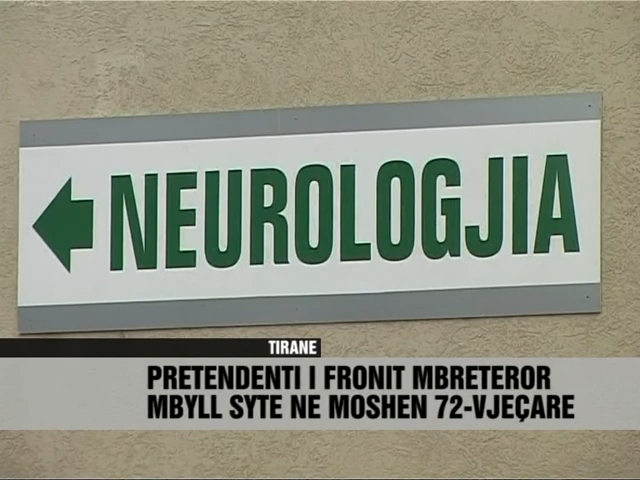 NEUROLOGJIA
TIRANE
PRETENDENTI I FRONIT MBRETEROR
MBYLL SYTE NE MOSHEN 72-VJEÇARE